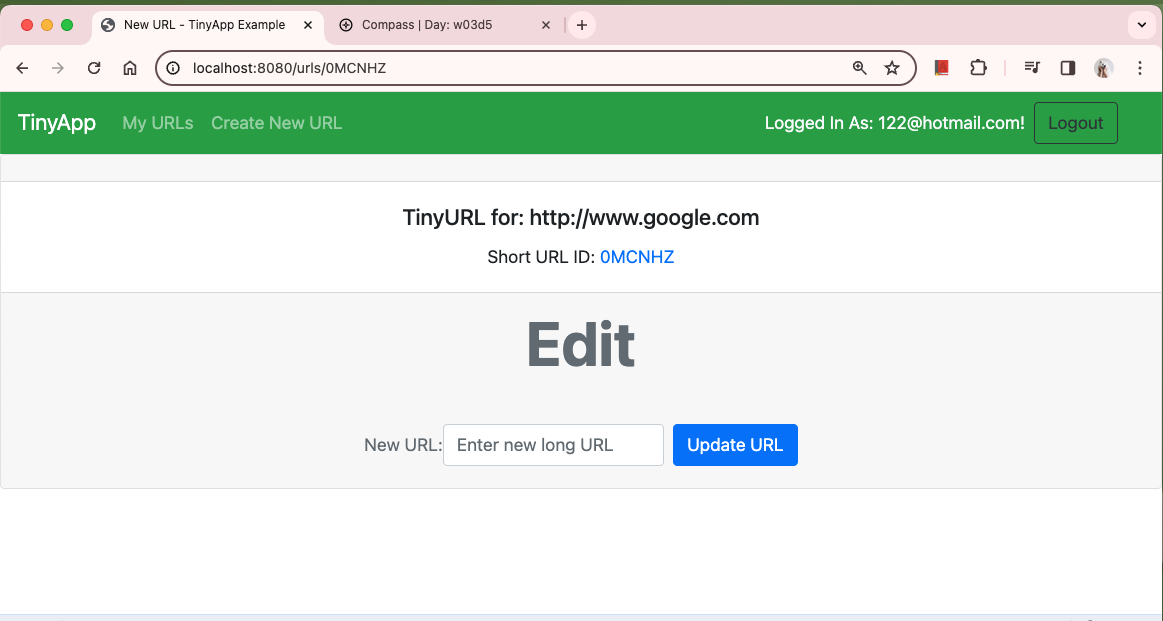 New URL - TinyApp Example
Compass | Day: w03d5
localhost:8080/urls/0MCNHZ
TinyApp My URLs Create New URL Logged In As: 122@hotmail.com! Logout
TinyURL for: http://www.google.com
Short URL ID: 0MCNHZ
Edit
New URL: Enter new long URL Update URL